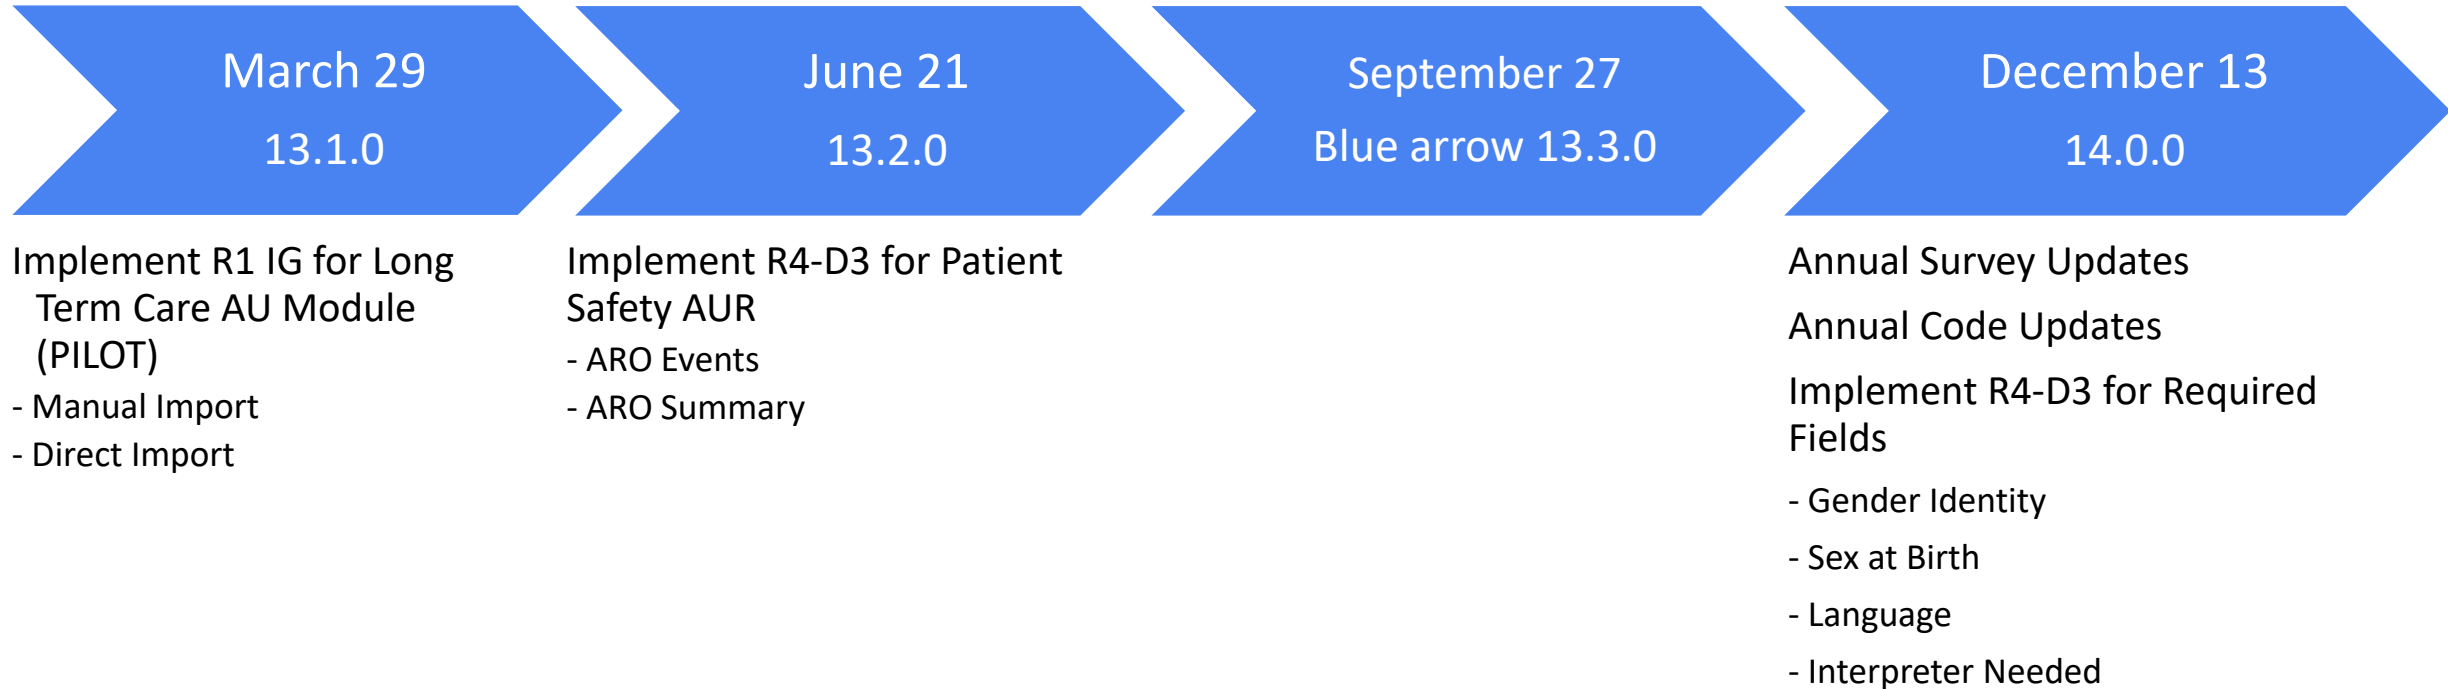 March 29
13.1.0
June 21
13.2.0
September 27
Blue arrow 13.3.0
December 13
14.0.0
Implement R1 IG for Long
Term Care AU Module
(PILOT)
- Manual Import
- Direct Import
Implement R4-D3 for Patient
Safety AUR
- ARO Events
- ARO Summary
Annual Survey Updates
Annual Code Updates
Implement R4-D3 for Required
Fields
- Gender Identity
- Sex at Birth
- Language
- Interpreter Needed